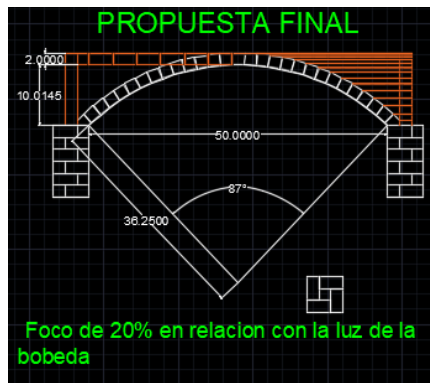 PROPUESTA FINAL
2.0000
10.0145
50.0000
87°
36.2500
Foco de 20% en relacion con la luz de la
bobeda